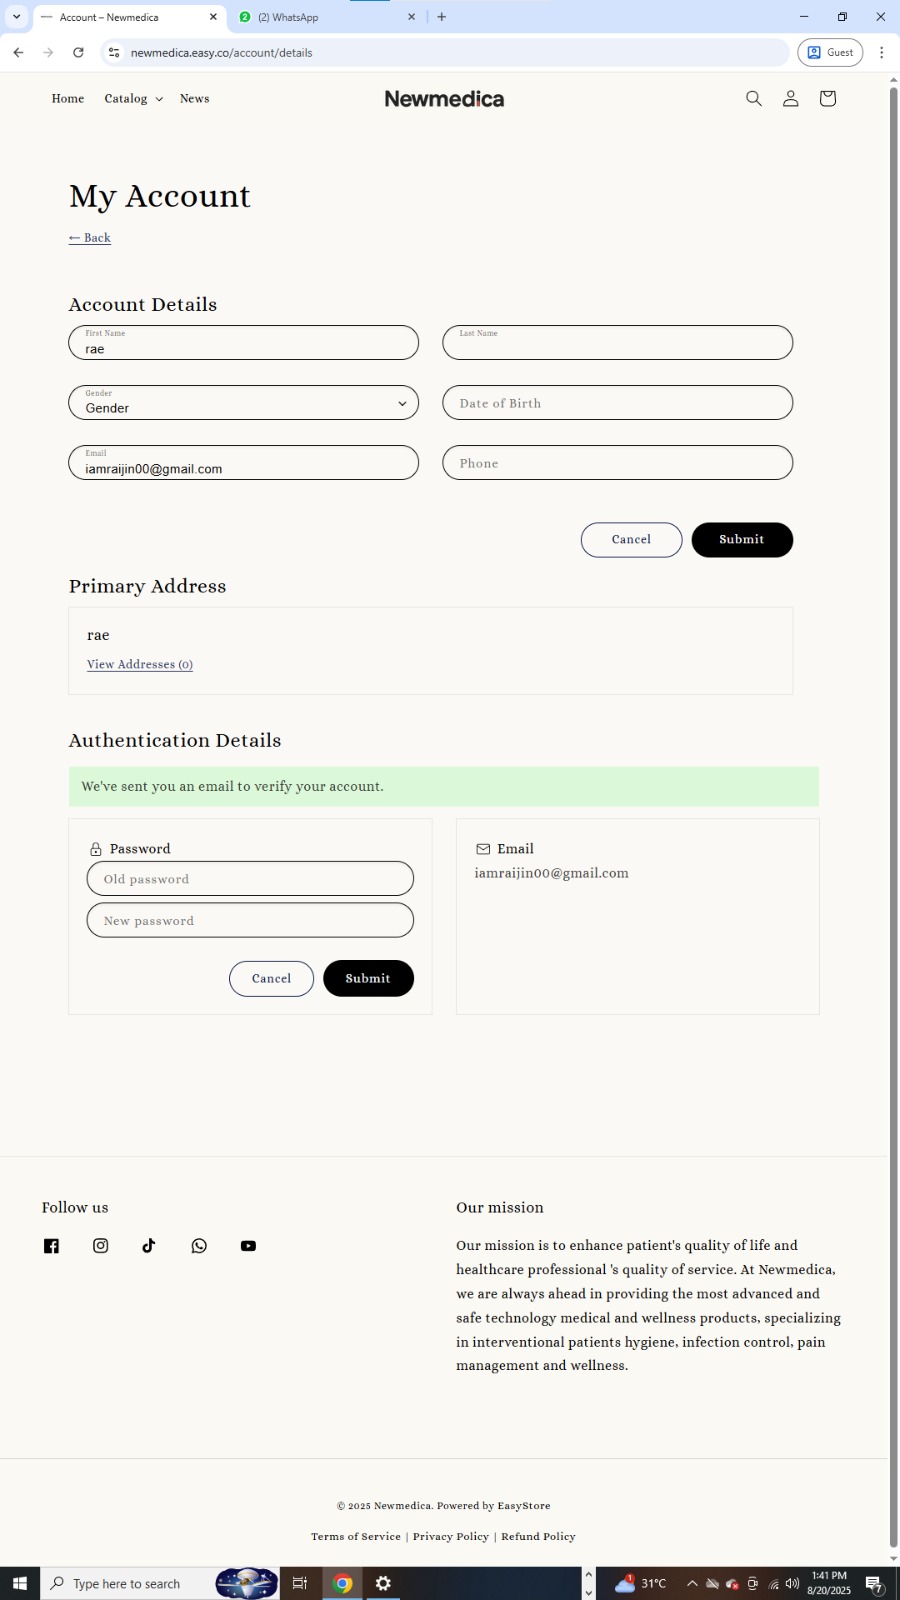 Account – Newmedica
2
(2) WhatsApp
newmedica.easy.co/account/details
Guest
Home
Catalog
News
Newmedica
My Account
← Back
Account Details
First Name
rae
Last Name
Gender
Gender
Date of Birth
Email
iamraijin00@gmail.com
Phone
Cancel
Submit
Primary Address
rae
View Addresses (0)
Authentication Details
We've sent you an email to verify your account.
Password
Old password
New password
Cancel
Submit
Email
iamraijin00@gmail.com
Follow us
Our mission
Our mission is to enhance patient's quality of life and
healthcare professional 's quality of service. At Newmedica,
we are always ahead in providing the most advanced and
safe technology medical and wellness products, specializing
in interventional patients hygiene, infection control, pain
management and wellness.
© 2025 Newmedica. Powered by EasyStore
Terms of Service | Privacy Policy | Refund Policy
Type here to search
1
31°C
1:41 PM
8/20/2025
7